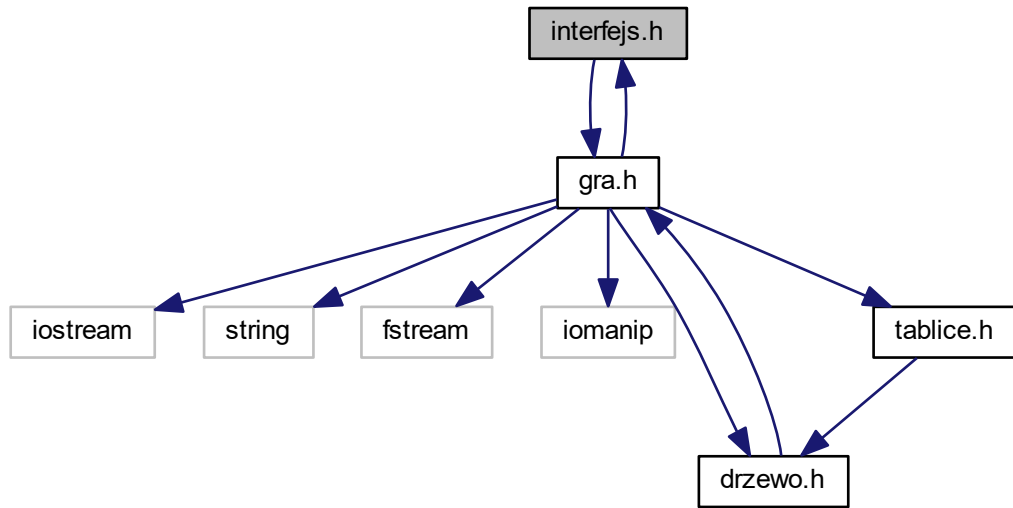 interfejs.h
gra.h
iostream
string
fstream
iomanip
tablice.h
drzewo.h